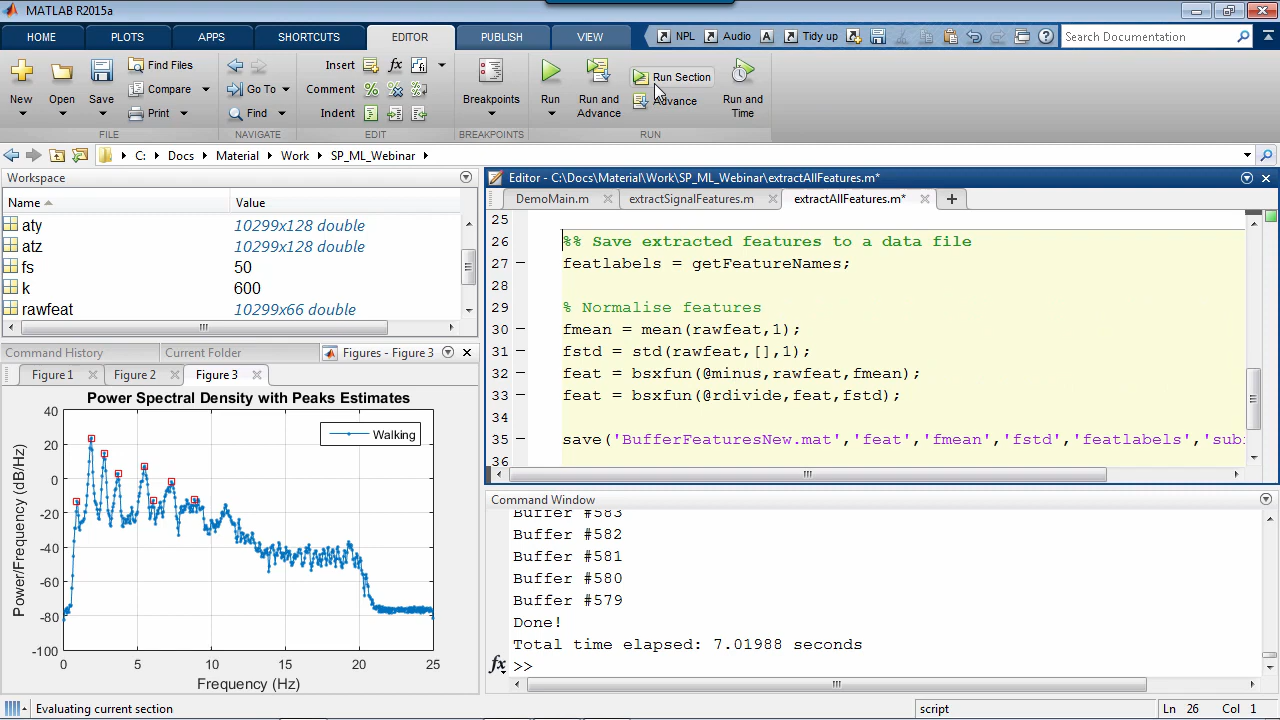 MATLAB R2015a
HOME PLOTS APPS SHORTCUTS EDITOR PUBLISH VIEW NPL Audio A Tidy up Search Documentation
New Open Save Find Files Compare Print
Go To Find
Insert Comment Indent
Breakpoints Run Run and Advance Run Section Advance Run and Time
FILE NAVIGATE EDIT BREAKPOINTS RUN
C: Docs Material Work SP_ML_Webinar
Workspace
Name Value
aty 10299x128 double
atz 10299x128 double
fs 50
k 600
rawfeat 10299x66 double
Command History Current Folder Figures - Figure 3
Figure 1 Figure 2 Figure 3
Power Spectral Density with Peaks Estimates
Walking
40
20
0
-20
-40
-60
-80
-100
Power/Frequency (dB/Hz)
0 5 10 15 20 25
Frequency (Hz)
Editor - C:\Docs\Material\Work\SP_ML_Webinar\extractAllFeatures.m*
DemoMain.m extractSignalFeatures.m extractAllFeatures.m*
25
26 %% Save extracted features to a data file
27 featlabels = getFeatureNames;
28
29 % Normalise features
30 fmean = mean(rawfeat,1);
31 fstd = std(rawfeat,[],1);
32 feat = bsxfun(@minus,rawfeat,fmean);
33 feat = bsxfun(@rdivide,feat,fstd);
34
35 save('BufferFeaturesNew.mat','feat','fmean','fstd','featlabels','sub
36
Command Window
Buffer #583
Buffer #582
Buffer #581
Buffer #580
Buffer #579
Done!
Total time elapsed: 7.01988 seconds
fx >>
Evaluating current section script Ln 26 Col 1